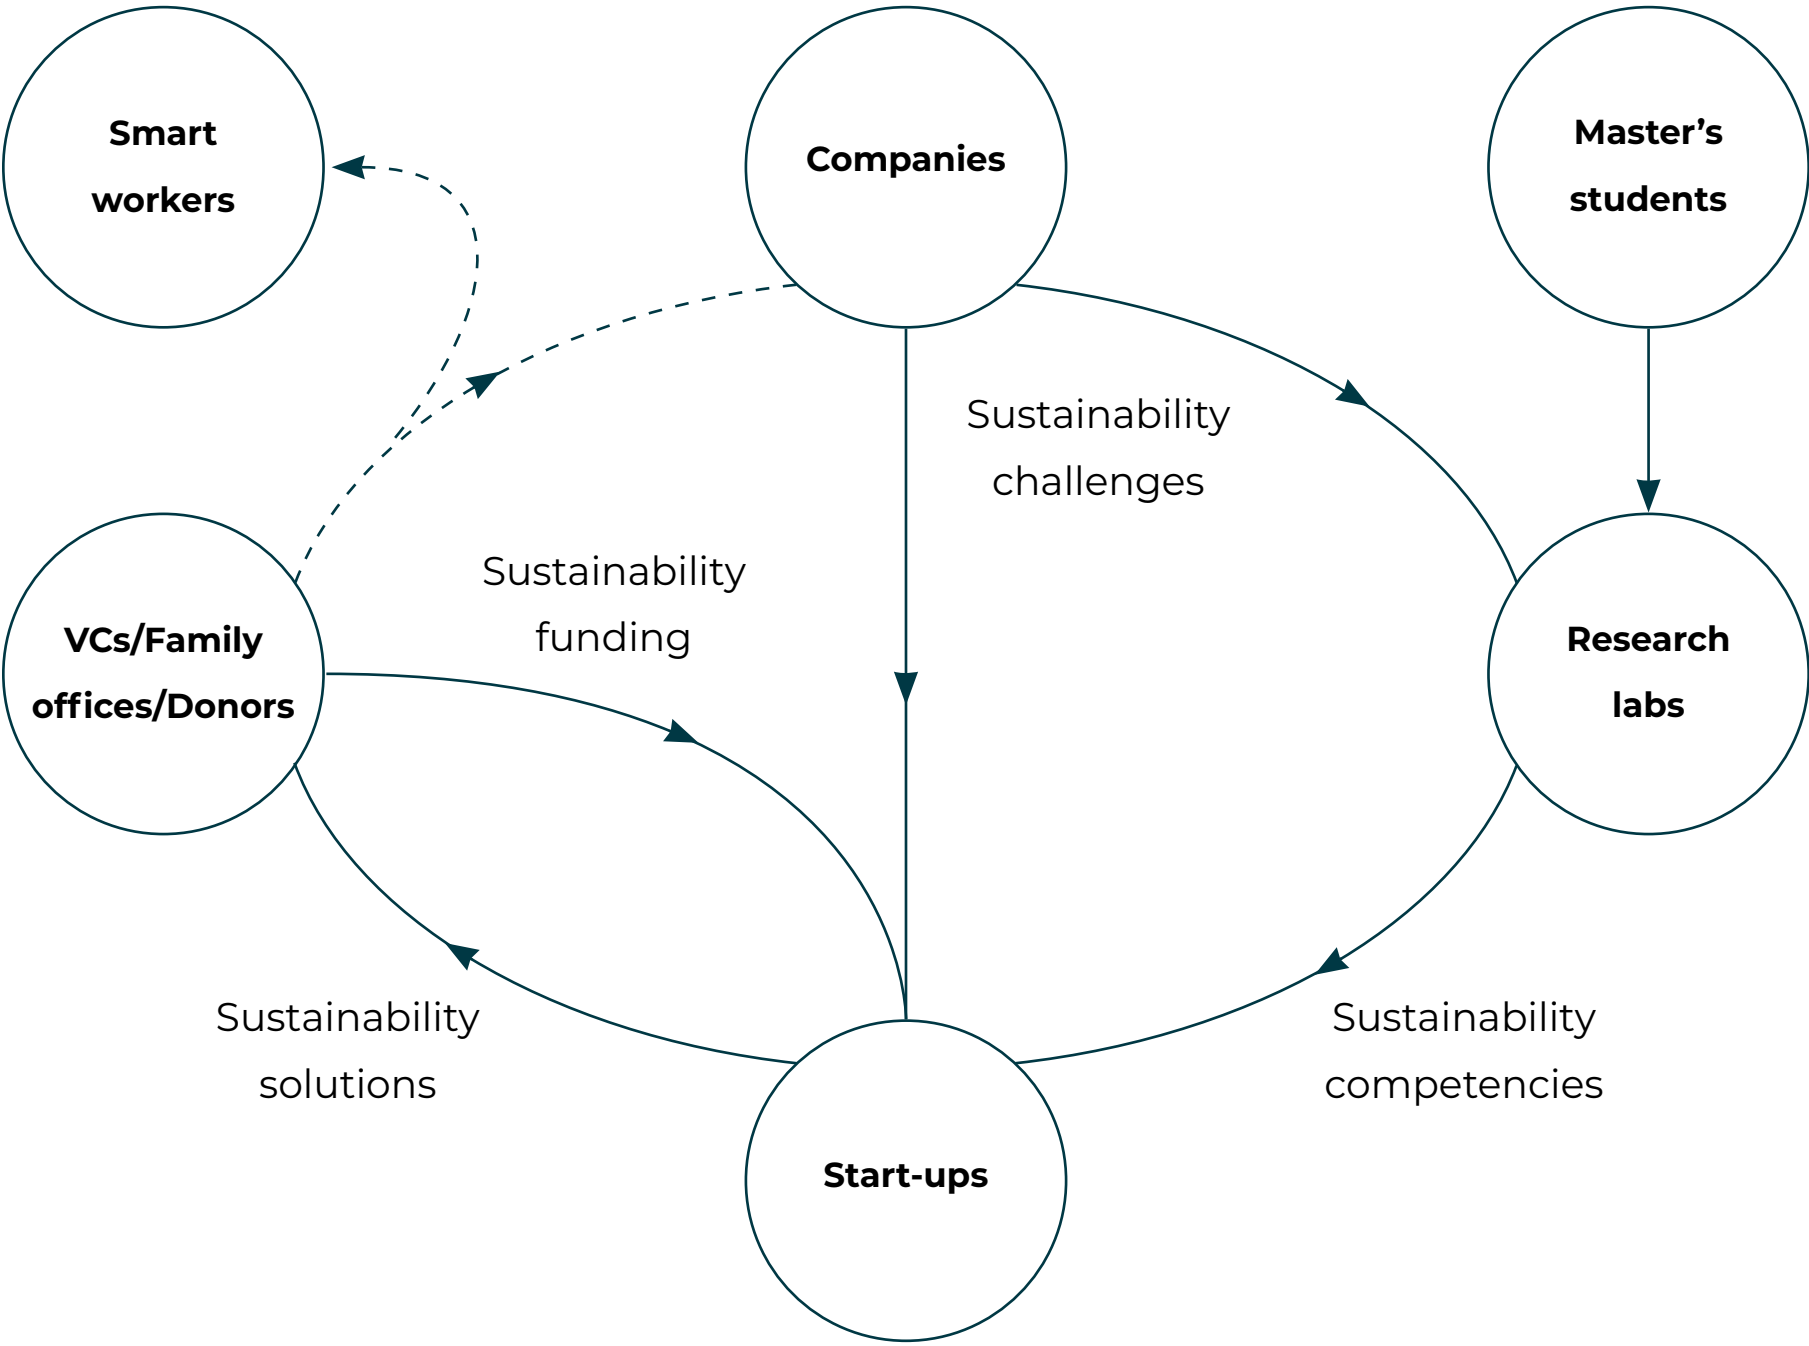 Smart
workers
Companies
Master’s
students
Sustainability
challenges
Sustainability
funding
VCs/Family
offices/Donors
Research
labs
Sustainability
solutions
Sustainability
competencies
Start-ups